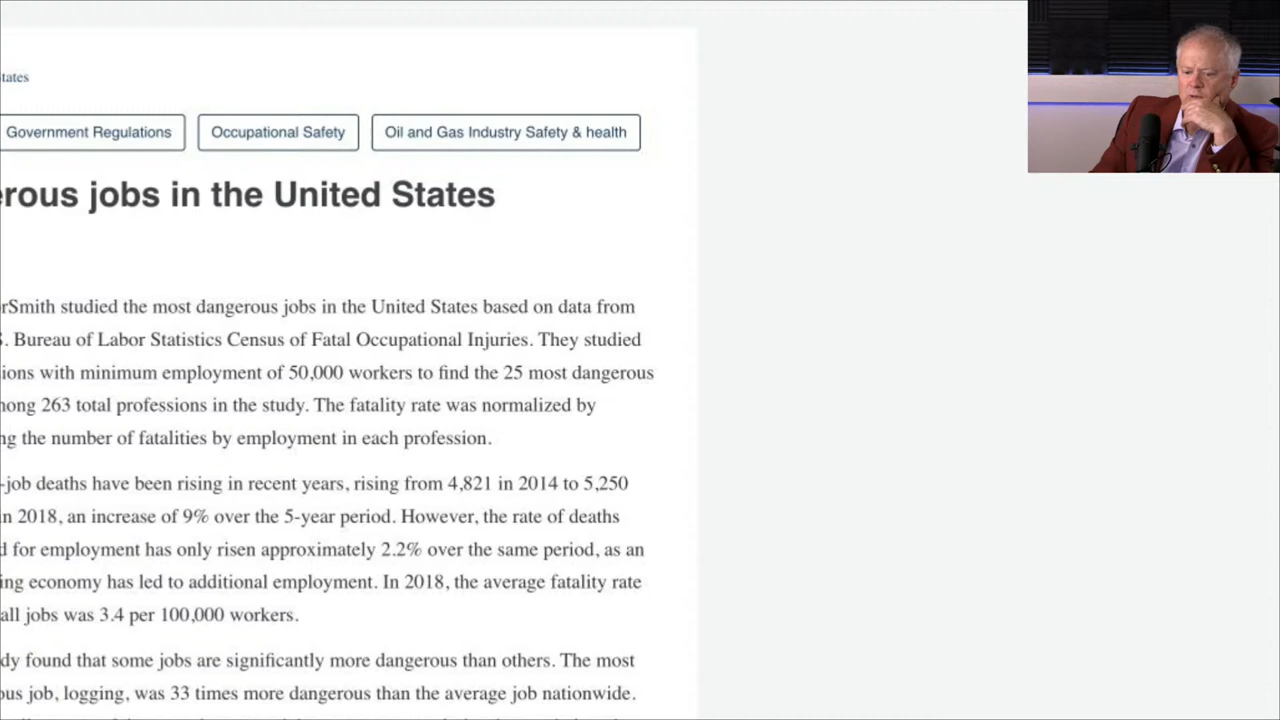 tates
Government Regulations Occupational Safety Oil and Gas Industry Safety & health
rous jobs in the United States
rSmith studied the most dangerous jobs in the United States based on data from
. Bureau of Labor Statistics Census of Fatal Occupational Injuries. They studied
ions with minimum employment of 50,000 workers to find the 25 most dangerous
ong 263 total professions in the study. The fatality rate was normalized by
ng the number of fatalities by employment in each profession.
-job deaths have been rising in recent years, rising from 4,821 in 2014 to 5,250
in 2018, an increase of 9% over the 5-year period. However, the rate of deaths
d for employment has only risen approximately 2.2% over the same period, as an
ing economy has led to additional employment. In 2018, the average fatality rate
all jobs was 3.4 per 100,000 workers.
dy found that some jobs are significantly more dangerous than others. The most
ous job, logging, was 33 times more dangerous than the average job nationwide.